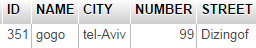 ID NAME CITY NUMBER STREET
351 gogo tel-Aviv 99 Dizingof